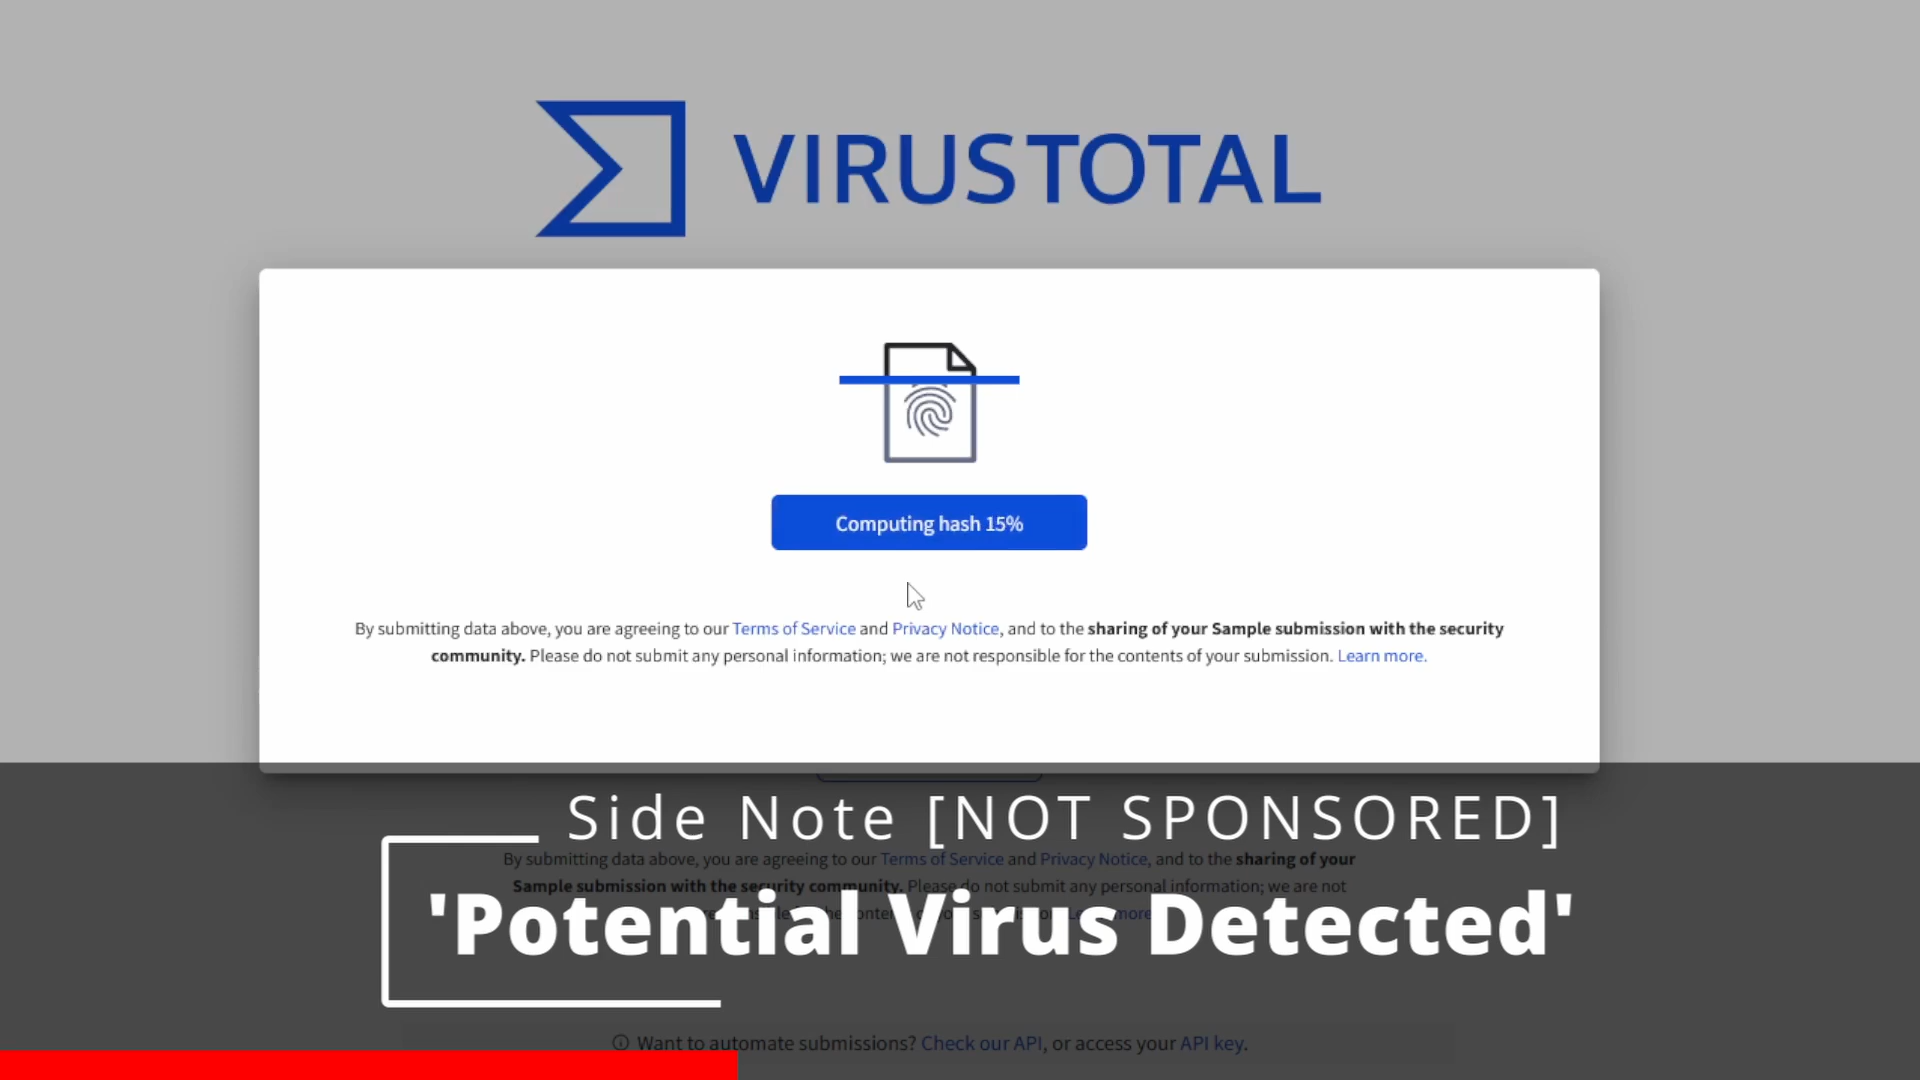 VIRUSTOTAL
Computing hash 15%
By submitting data above, you are agreeing to our Terms of Service and Privacy Notice, and to the sharing of your Sample submission with the security
community. Please do not submit any personal information; we are not responsible for the contents of your submission. Learn more.
Side Note [NOT SPONSORED]
By submitting data above, you are agreeing to our Terms of Service and Privacy Notice, and to the sharing of your
Sample submission with the security community. Please do not submit any personal information; we are not
'Potential Virus Detected'
Want to automate submissions? Check our API, or access your API key.